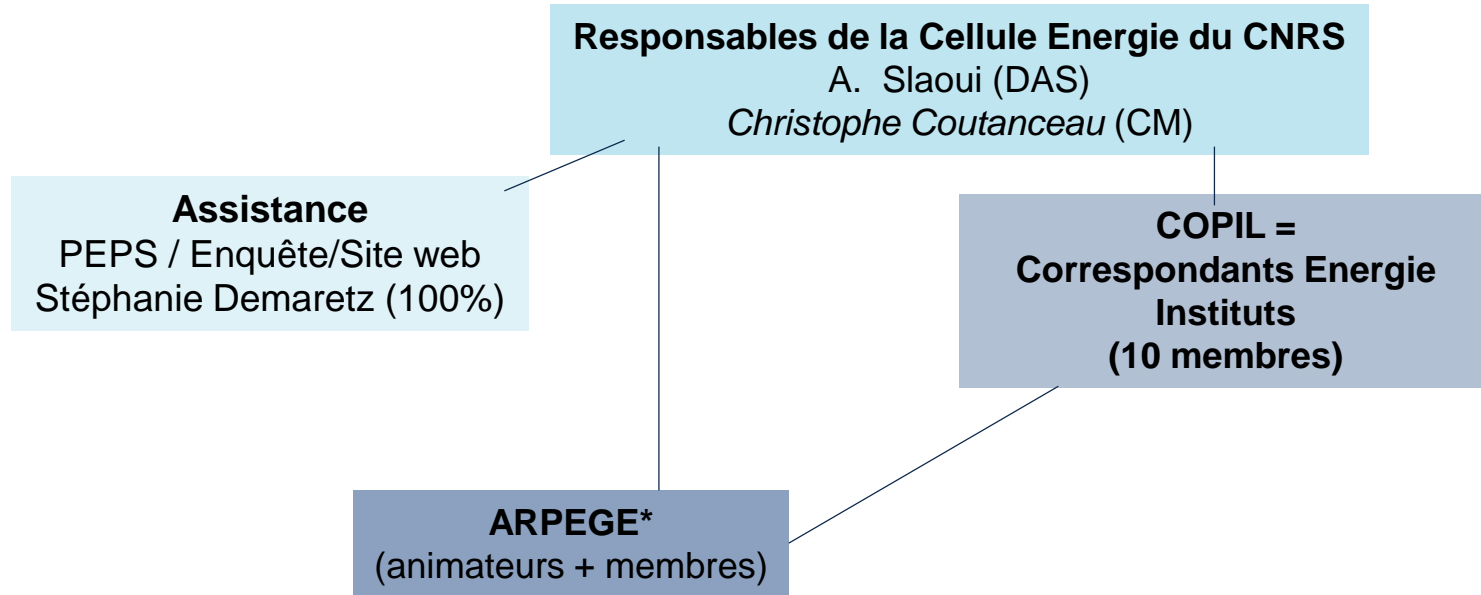 Responsables de la Cellule Energie du CNRS
A. Slaoui (DAS)
Christophe Coutanceau (CM)
Assistance
PEPS / Enquête/Site web
Stéphanie Demaretz (100%)
COPIL =
Correspondants Energie
Instituts
(10 membres)
ARPEGE*
(animateurs + membres)